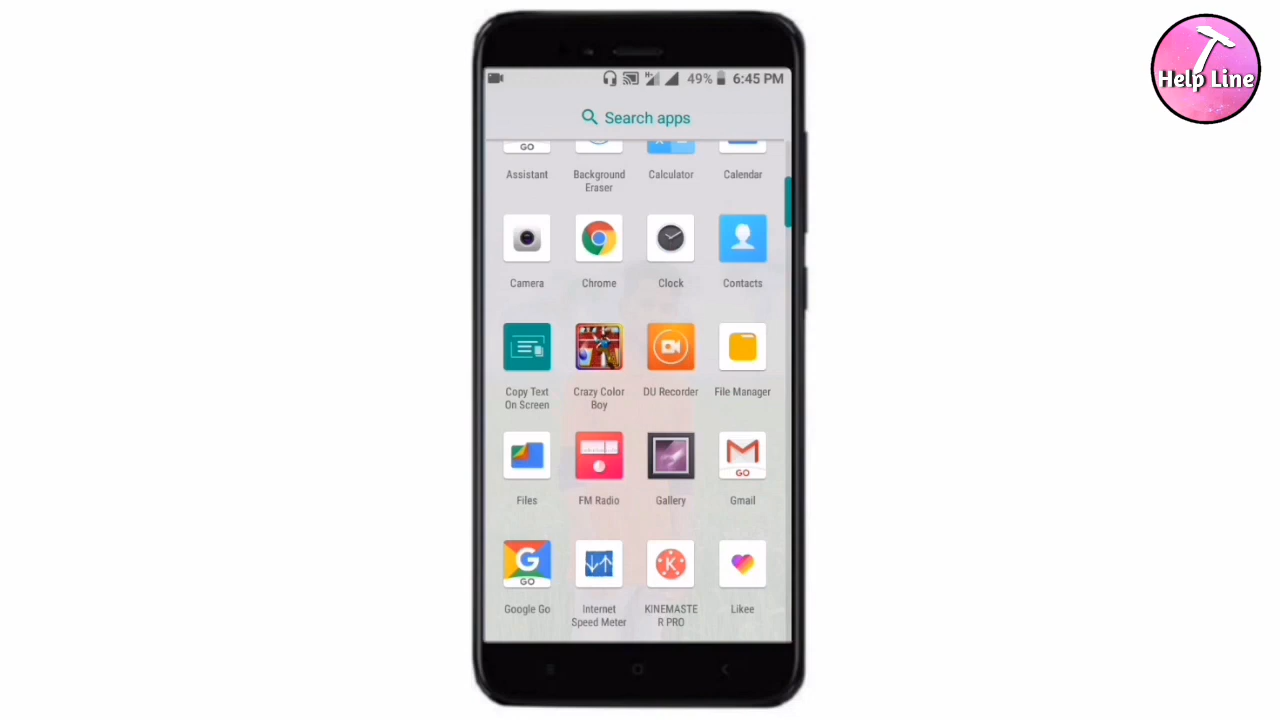 49% 6:45 PM
Help Line
Search apps
GO
Assistant
Background
Eraser
Calculator
Calendar
Camera
Chrome
Clock
Contacts
Copy Text
On Screen
Crazy Color
Boy
DU Recorder
File Manager
GO
Files
FM Radio
Gallery
Gmail
G
GO
K
Google Go
Internet
Speed Meter
KINEMASTE
R PRO
Likee